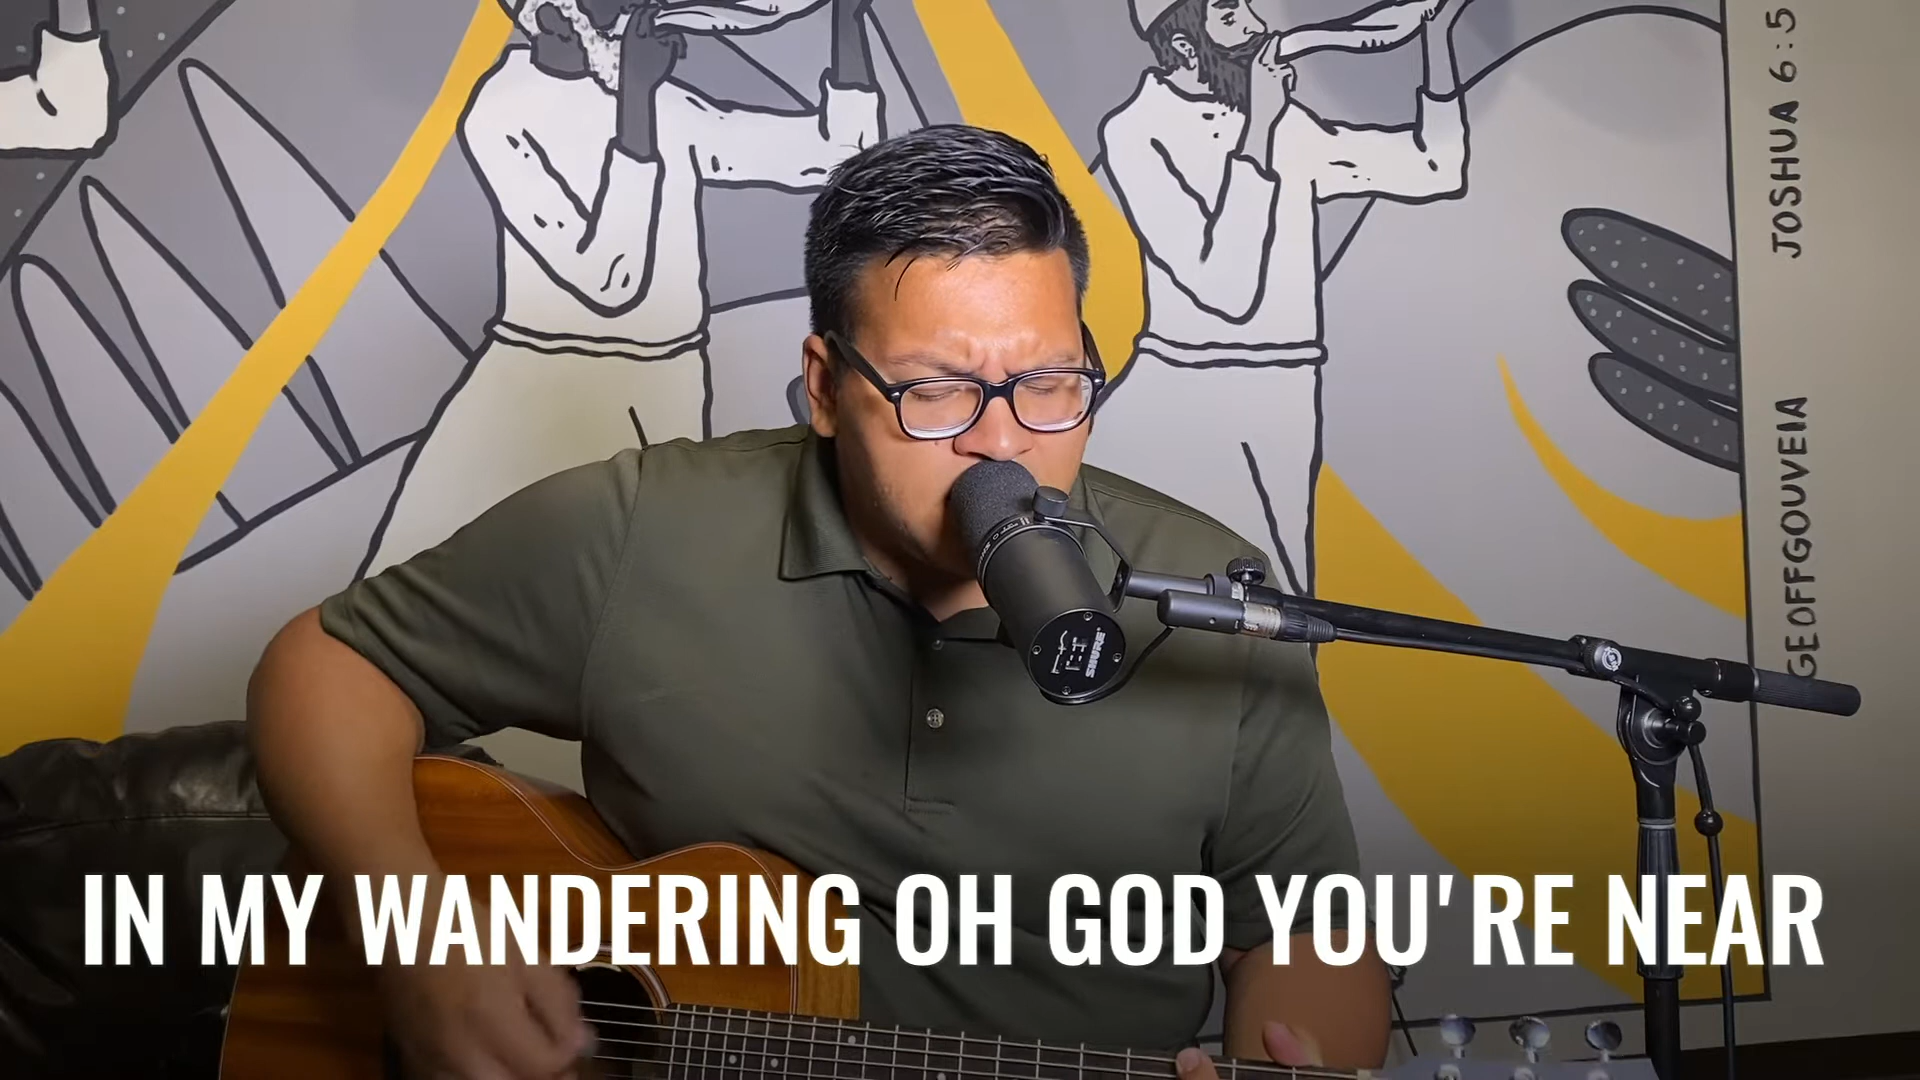 JOSHUA 6:5
GEOFFGOUVEIA
SHURE
IN MY WANDERING OH GOD YOU'RE NEAR